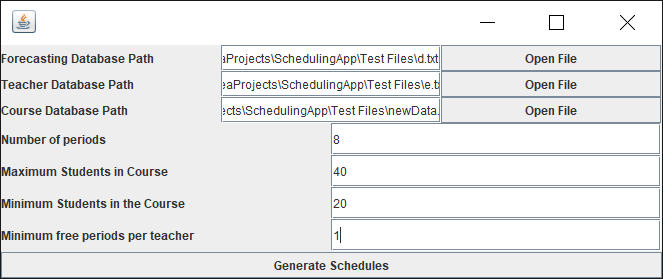 Forecasting Database Path aProjects\SchedulingApp\Test Files\d.txt Open File
Teacher Database Path eaProjects\SchedulingApp\Test Files\e.t Open File
Course Database Path ects\SchedulingApp\Test Files\newData. Open File
Number of periods 8
Maximum Students in Course 40
Minimum Students in the Course 20
Minimum free periods per teacher 1
Generate Schedules